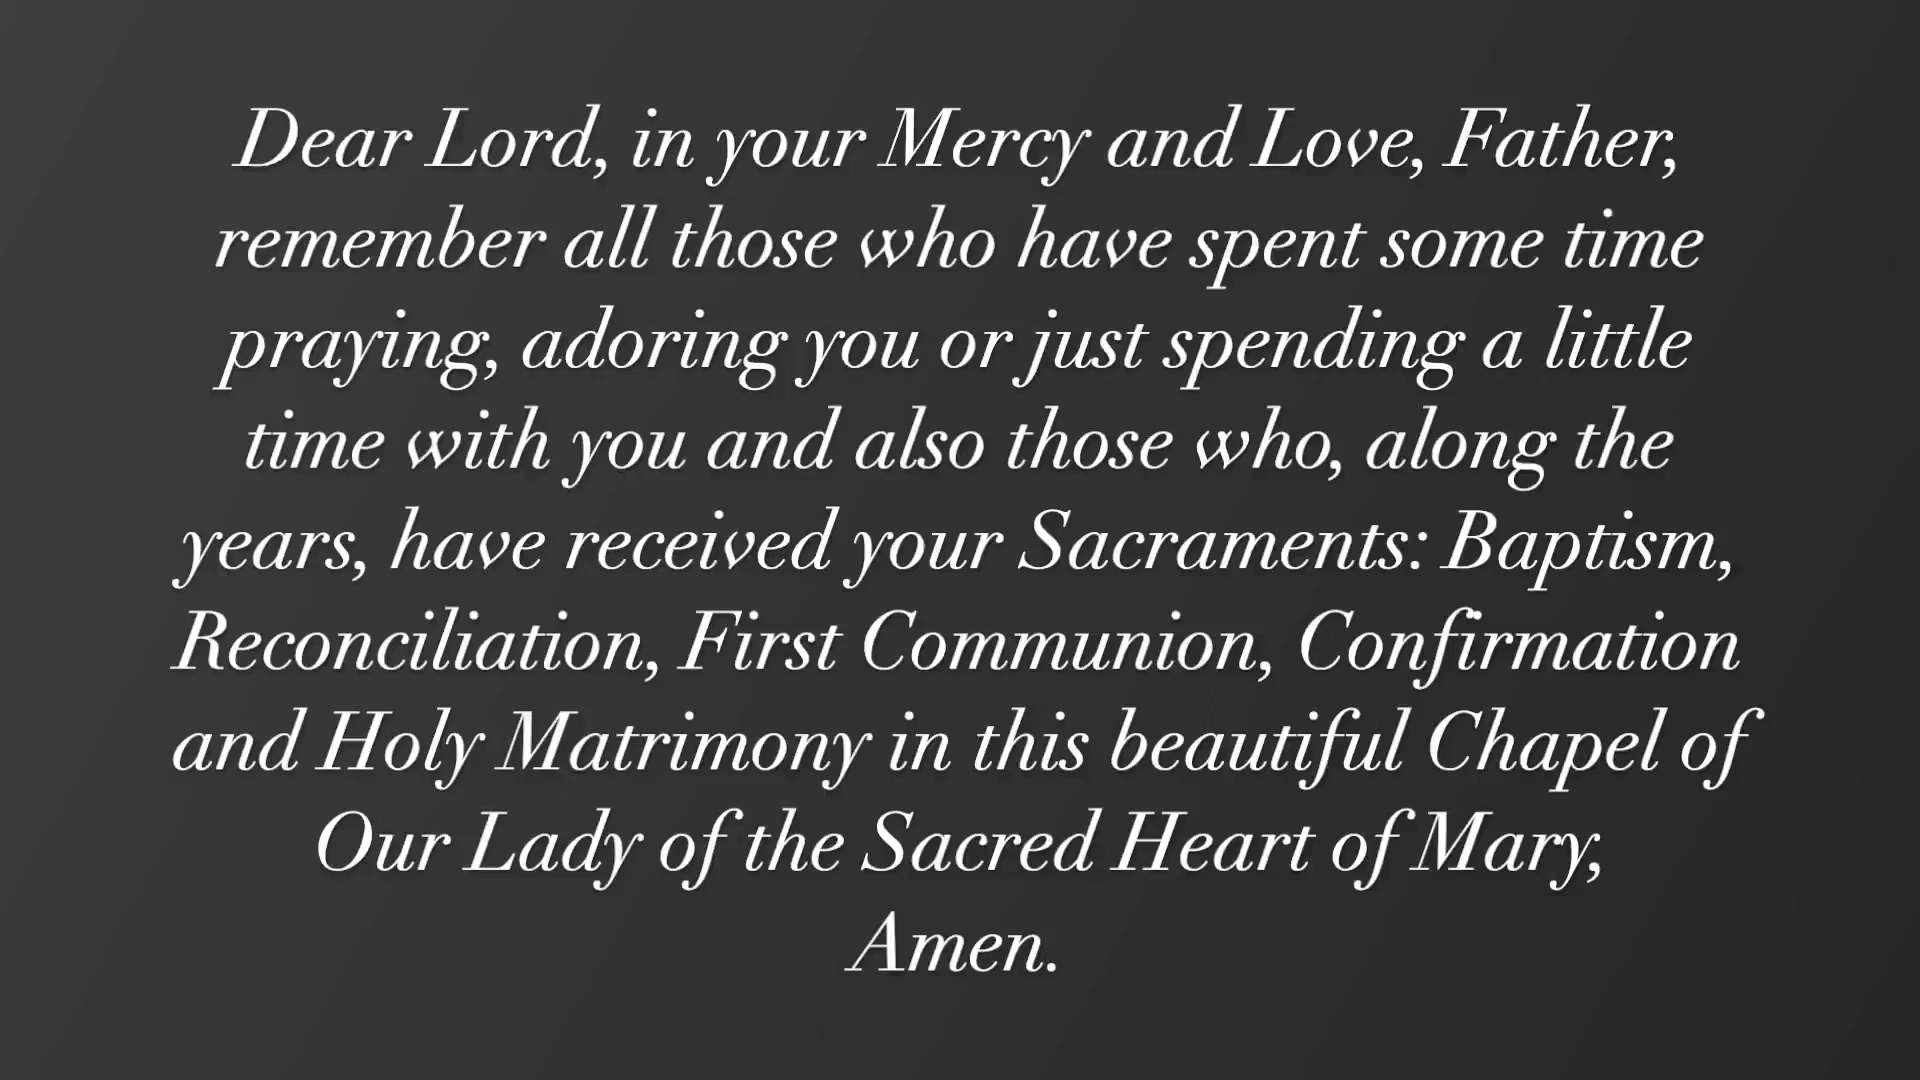 Dear Lord, in your Mercy and Love, Father,
remember all those who have spent some time
praying, adoring you or just spending a little
time with you and also those who, along the
years, have received your Sacraments: Baptism,
Reconciliation, First Communion, Confirmation
and Holy Matrimony in this beautiful Chapel of
Our Lady of the Sacred Heart of Mary,
Amen.